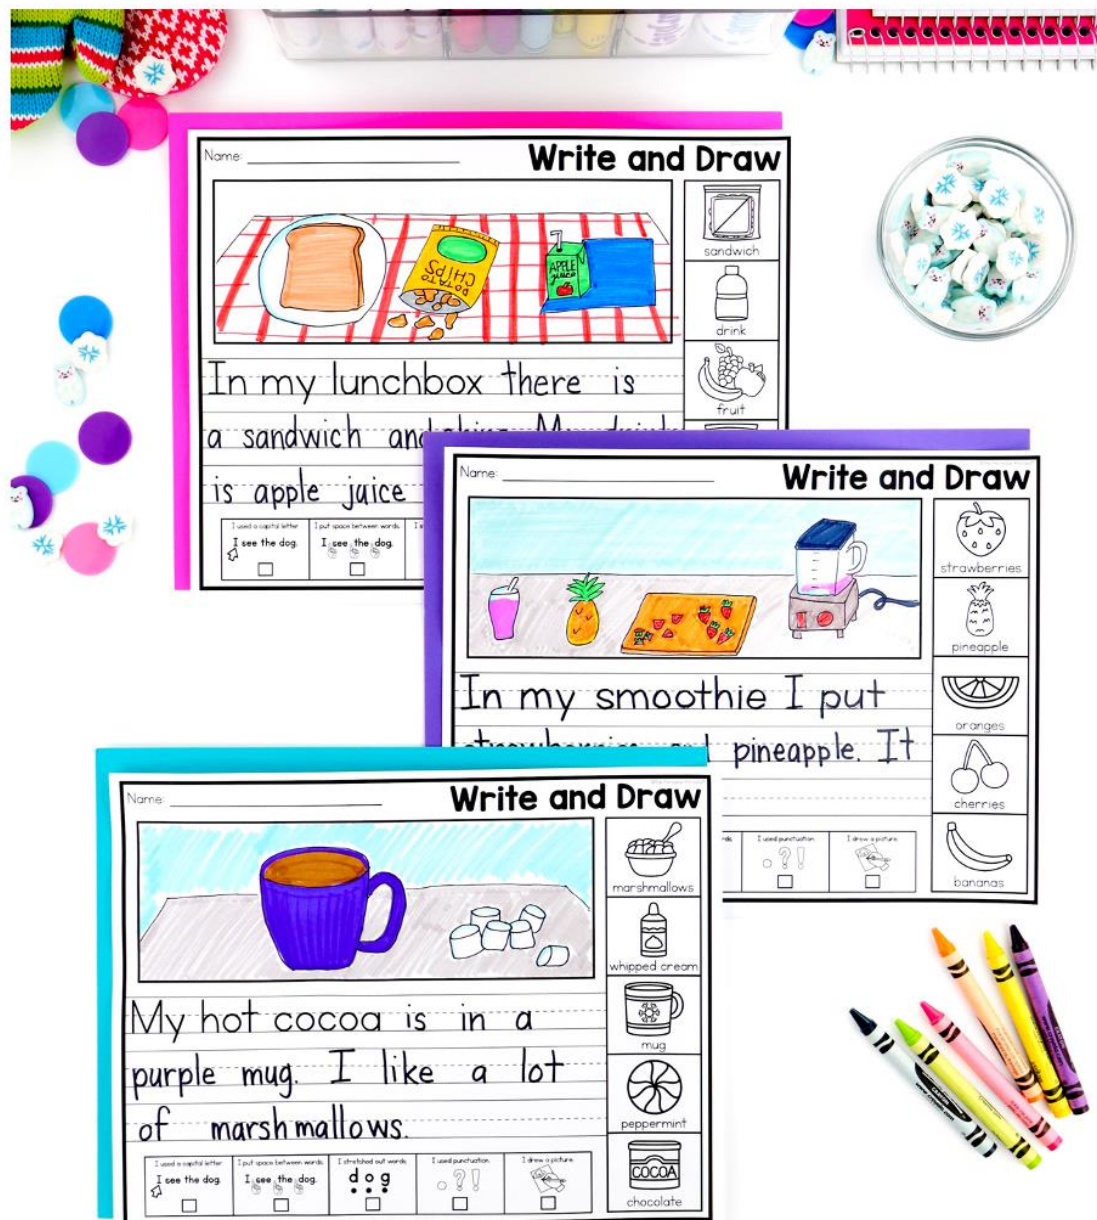 Name:
Write and Draw
POTATO
CHIPS
APPLE
juice
sandwich
drink
fruit
In my lunchbox there is
a sandwich and chips. My drink
is apple juice
I used a capital letter
I see the dog.
I put space between words.
I see the dog.
Name:
Write and Draw
strawberries
pineapple
oranges
cherries
bananas
In my smoothie I put
strawberries and pineapple. It
I used punctuation.
. ? !
I drew a picture.
Name:
Write and Draw
marshmallows
whipped cream
mug
peppermint
COCOA
chocolate
My hot cocoa is in a
purple mug. I like a lot
of marshmallows.
I used a capital letter
I see the dog.
I put space between words.
I see the dog.
I stretched out words
dog
I used punctuation.
. ? !
I drew a picture.